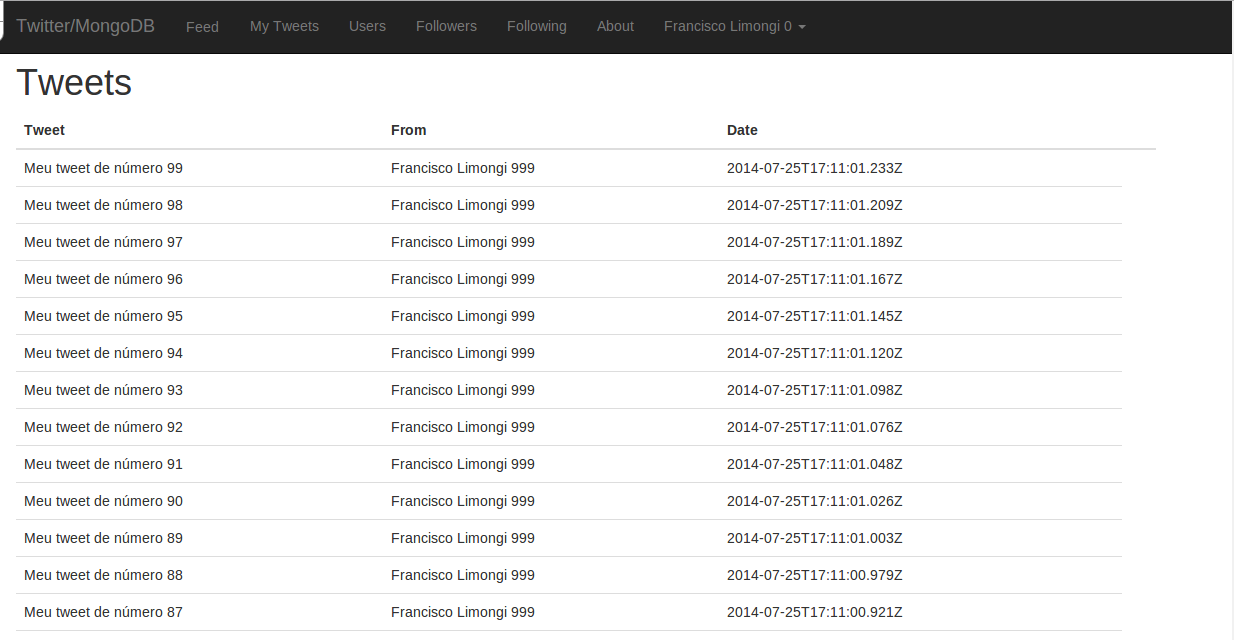 Twitter/MongoDB Feed My Tweets Users Followers Following About Francisco Limongi 0
Tweets
Tweet From Date
Meu tweet de número 99 Francisco Limongi 999 2014-07-25T17:11:01.233Z
Meu tweet de número 98 Francisco Limongi 999 2014-07-25T17:11:01.209Z
Meu tweet de número 97 Francisco Limongi 999 2014-07-25T17:11:01.189Z
Meu tweet de número 96 Francisco Limongi 999 2014-07-25T17:11:01.167Z
Meu tweet de número 95 Francisco Limongi 999 2014-07-25T17:11:01.145Z
Meu tweet de número 94 Francisco Limongi 999 2014-07-25T17:11:01.120Z
Meu tweet de número 93 Francisco Limongi 999 2014-07-25T17:11:01.098Z
Meu tweet de número 92 Francisco Limongi 999 2014-07-25T17:11:01.076Z
Meu tweet de número 91 Francisco Limongi 999 2014-07-25T17:11:01.048Z
Meu tweet de número 90 Francisco Limongi 999 2014-07-25T17:11:01.026Z
Meu tweet de número 89 Francisco Limongi 999 2014-07-25T17:11:01.003Z
Meu tweet de número 88 Francisco Limongi 999 2014-07-25T17:11:00.979Z
Meu tweet de número 87 Francisco Limongi 999 2014-07-25T17:11:00.921Z